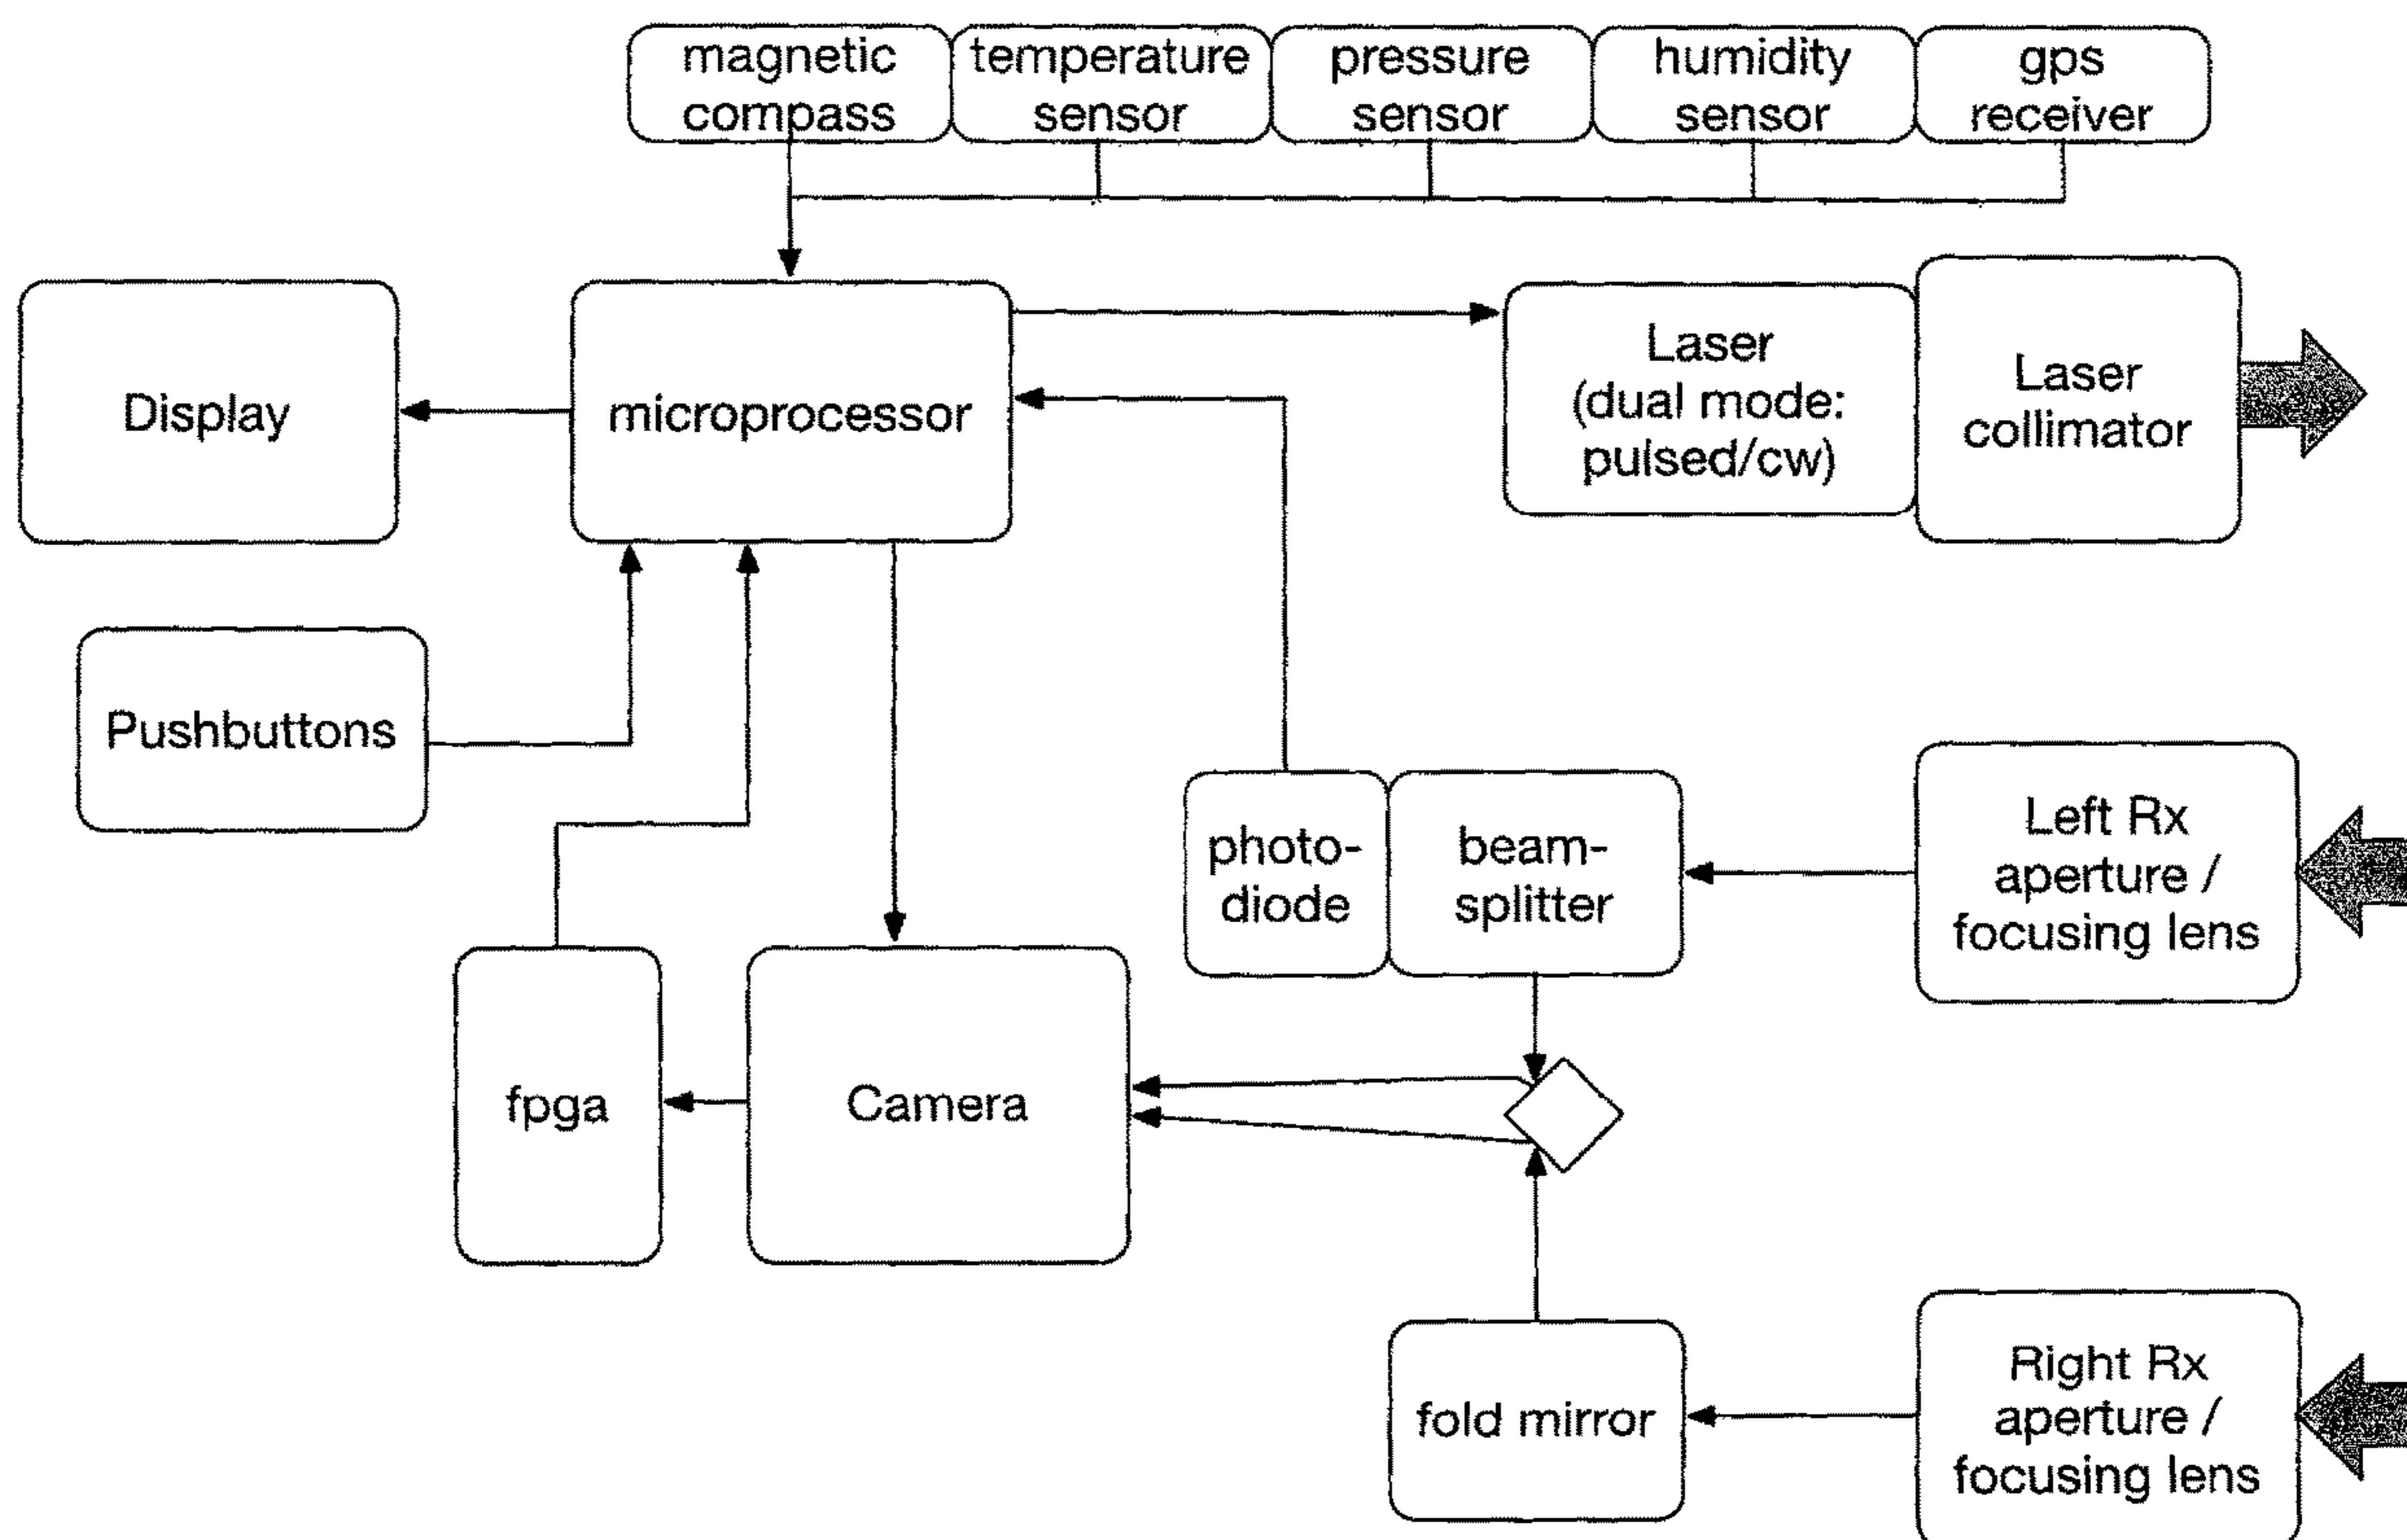 magnetic
compass
temperature
sensor
pressure
sensor
humidity
sensor
gps
receiver
Display
microprocessor
Laser
(dual mode:
pulsed/cw)
Laser
collimator
Pushbuttons
photo-
diode
beam-
splitter
Left Rx
aperture /
focusing lens
fpga
Camera
fold mirror
Right Rx
aperture /
focusing lens